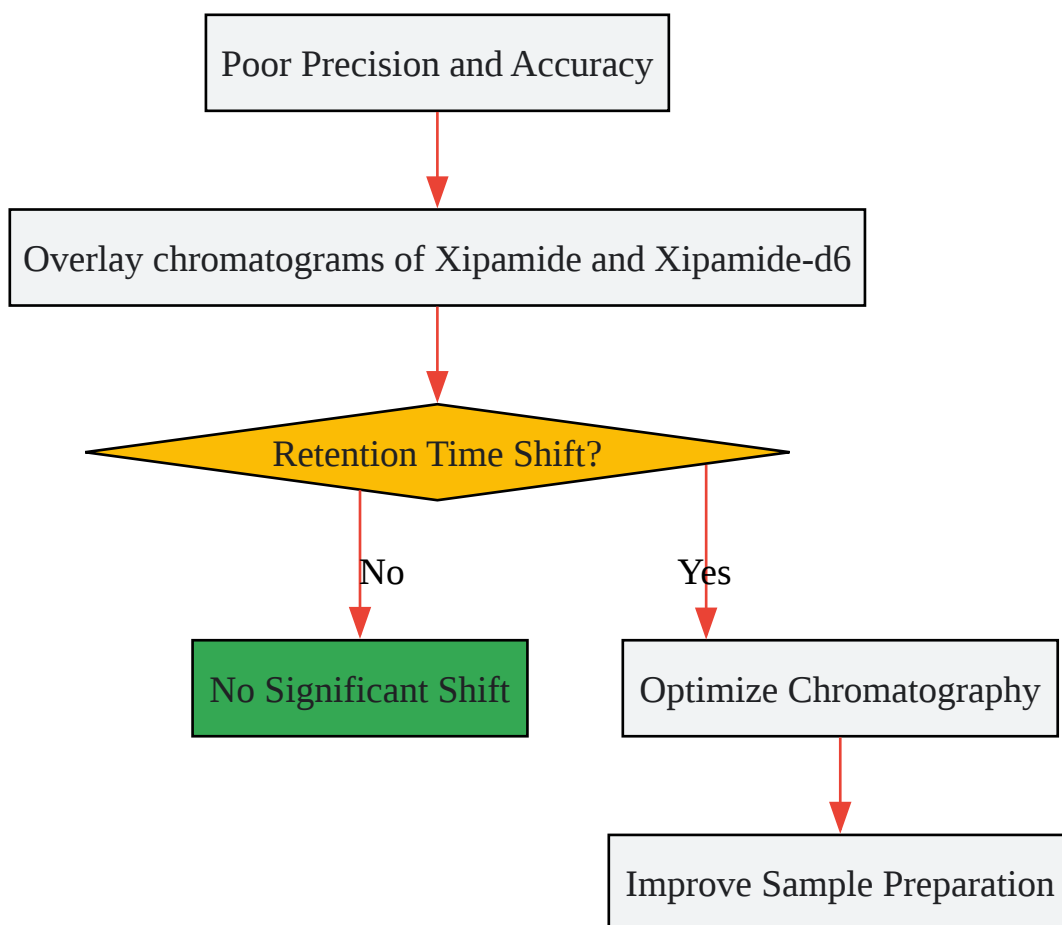 Poor Precision and Accuracy
Overlay chromatograms of Xipamide and Xipamide-d6
Retention Time Shift?
No
Yes
No Significant Shift
Optimize Chromatography
Improve Sample Preparation